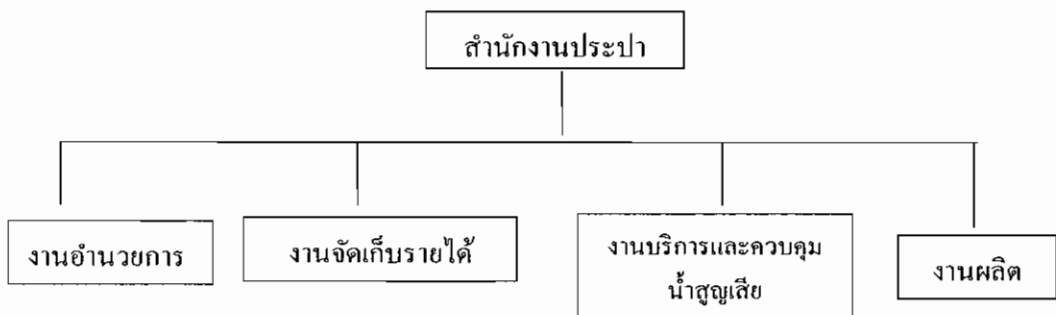 สำนักงานประปา
งานอำนวยการ
งานจัดเก็บรายได้
งานบริการและควบคุม
น้ำสูญเสีย
งานผลิต